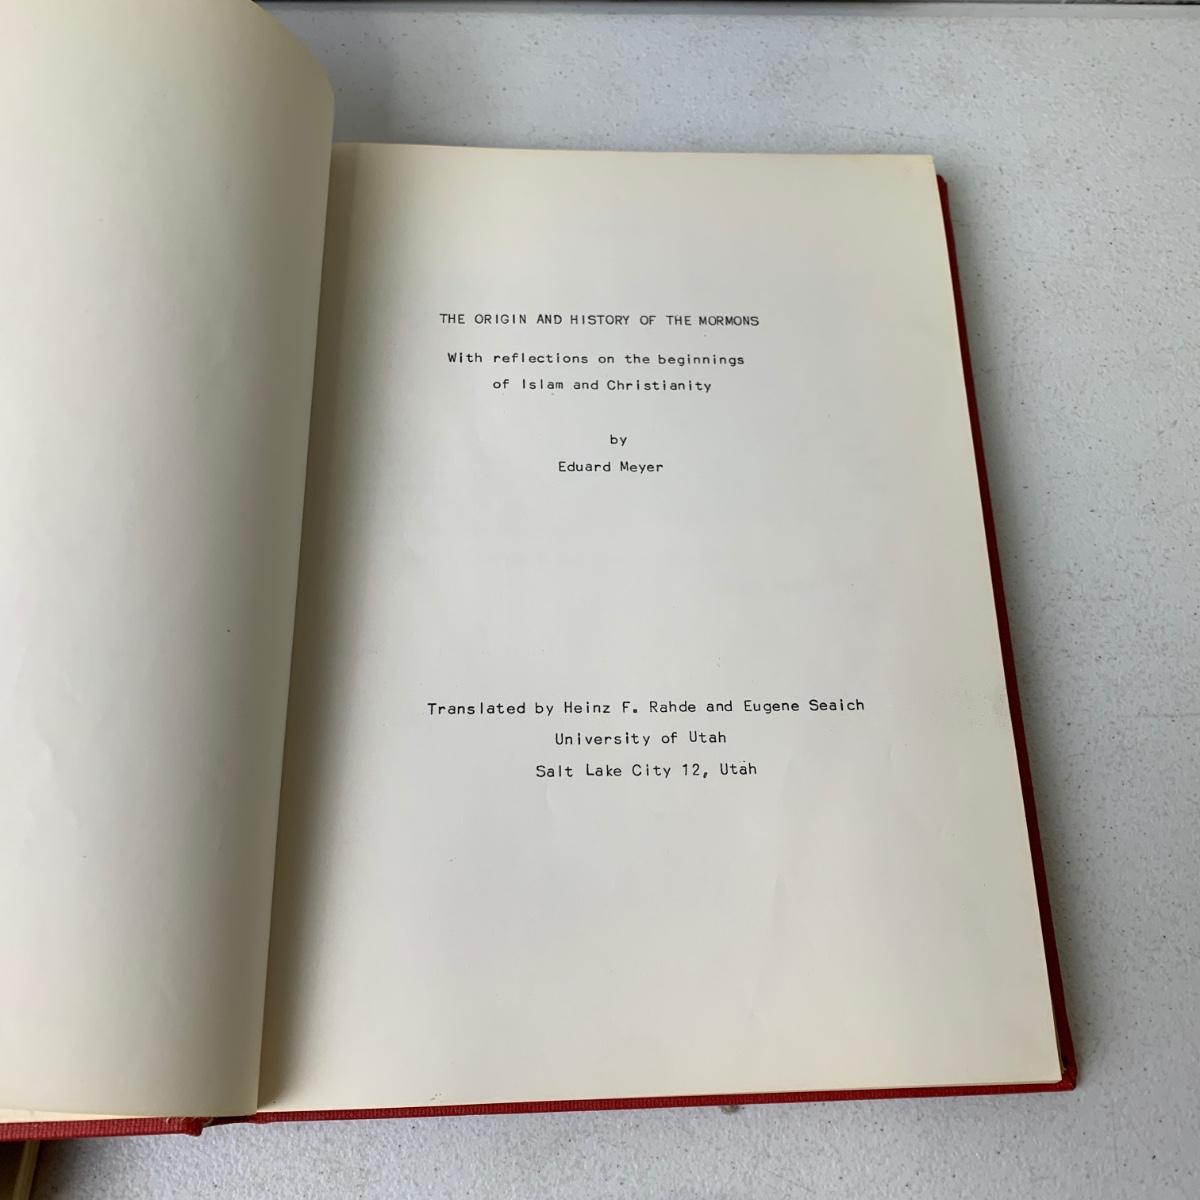 THE ORIGIN AND HISTORY OF THE MORMONS
With reflections on the beginnings
of Islam and Christianity
by
Eduard Meyer
Translated by Heinz F. Rahde and Eugene Seaich
University of Utah
Salt Lake City 12, Utah